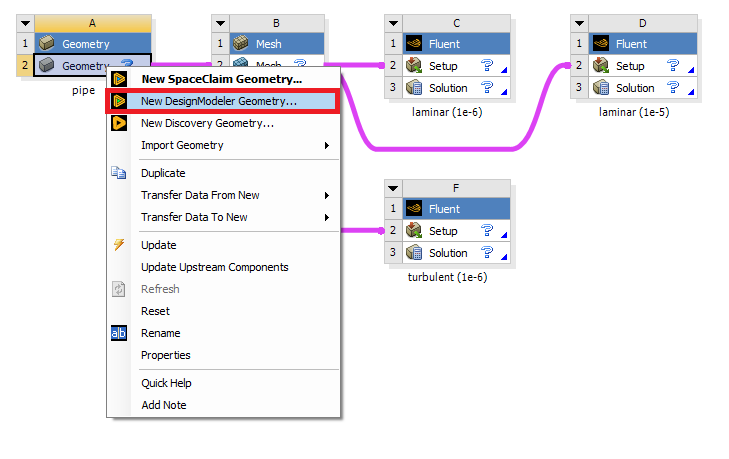 A
1 Geometry
2 Geometry
pipe
B
1 Mesh
2 Mesh
C
1 Fluent
2 Setup
3 Solution
laminar (1e-6)
D
1 Fluent
2 Setup
3 Solution
laminar (1e-5)
New SpaceClaim Geometry...
New DesignModeler Geometry...
New Discovery Geometry...
Import Geometry
Duplicate
Transfer Data From New
Transfer Data To New
Update
Update Upstream Components
Refresh
Reset
a|b Rename
Properties
Quick Help
Add Note
F
1 Fluent
2 Setup
3 Solution
turbulent (1e-6)